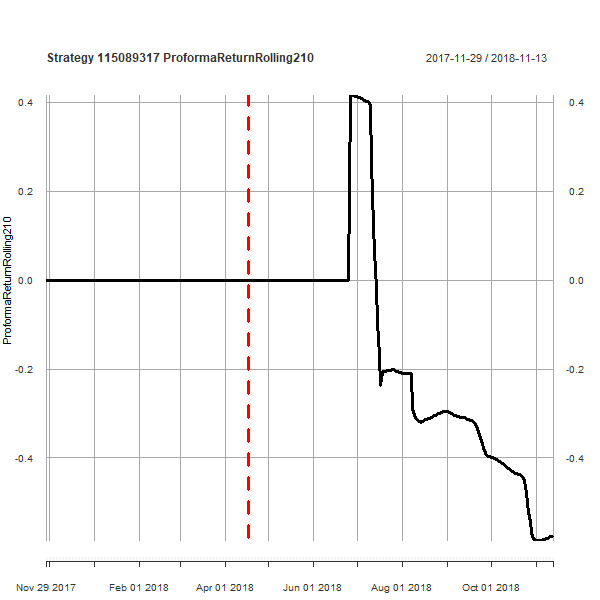 Strategy 115089317 ProformaReturnRolling210 2017-11-29 / 2018-11-13
0.4 0.4
0.2 0.2
0.0 0.0
-0.2 -0.2
-0.4 -0.4
ProformaReturnRolling210
Nov 29 2017 Feb 01 2018 Apr 01 2018 Jun 01 2018 Aug 01 2018 Oct 01 2018